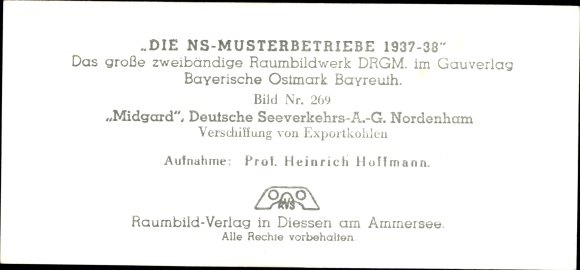 „DIE NS-MUSTERBETRIEBE 1937-38"
Das große zweibändige Raumbildwerk DRGM. im Gauverlag
Bayerische Ostmark Bayreuth.
Bild Nr. 269
„Midgard", Deutsche Seeverkehrs-A.-G. Nordenham
Verschiffung von Exportkohlen
Aufnahme: Prof. Heinrich Hoffmann.
RVS
Raumbild-Verlag in Diessen am Ammersee.
Alle Rechte vorbehalten.